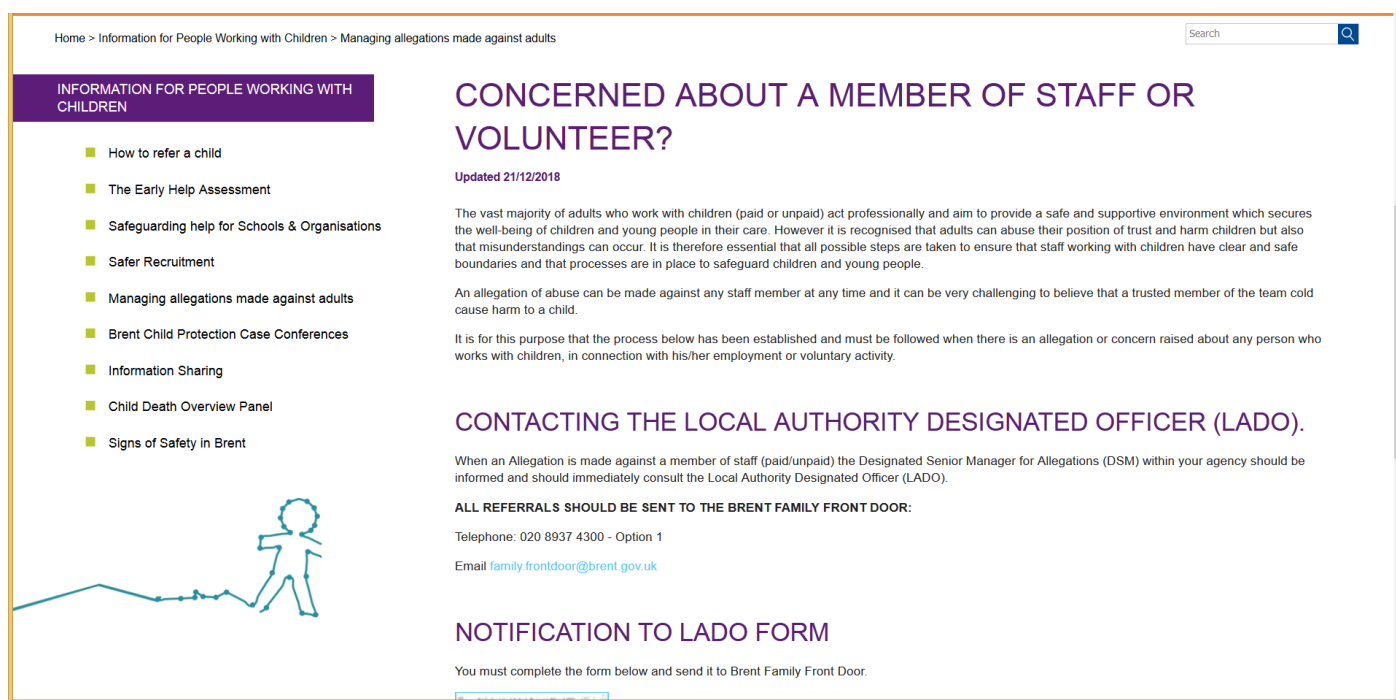 Home > Information for People Working with Children > Managing allegations made against adults
Search
INFORMATION FOR PEOPLE WORKING WITH
CHILDREN
How to refer a child
The Early Help Assessment
Safeguarding help for Schools & Organisations
Safer Recruitment
Managing allegations made against adults
Brent Child Protection Case Conferences
Information Sharing
Child Death Overview Panel
Signs of Safety in Brent
CONCERNED ABOUT A MEMBER OF STAFF OR
VOLUNTEER?
Updated 21/12/2018
The vast majority of adults who work with children (paid or unpaid) act professionally and aim to provide a safe and supportive environment which secures
the well-being of children and young people in their care. However it is recognised that adults can abuse their position of trust and harm children but also
that misunderstandings can occur. It is therefore essential that all possible steps are taken to ensure that staff working with children have clear and safe
boundaries and that processes are in place to safeguard children and young people.
An allegation of abuse can be made against any staff member at any time and it can be very challenging to believe that a trusted member of the team cold
cause harm to a child.
It is for this purpose that the process below has been established and must be followed when there is an allegation or concern raised about any person who
works with children, in connection with his/her employment or voluntary activity.
CONTACTING THE LOCAL AUTHORITY DESIGNATED OFFICER (LADO).
When an Allegation is made against a member of staff (paid/unpaid) the Designated Senior Manager for Allegations (DSM) within your agency should be
informed and should immediately consult the Local Authority Designated Officer (LADO).
ALL REFERRALS SHOULD BE SENT TO THE BRENT FAMILY FRONT DOOR:
Telephone: 020 8937 4300 - Option 1
Email family.frontdoor@brent.gov.uk
NOTIFICATION TO LADO FORM
You must complete the form below and send it to Brent Family Front Door.